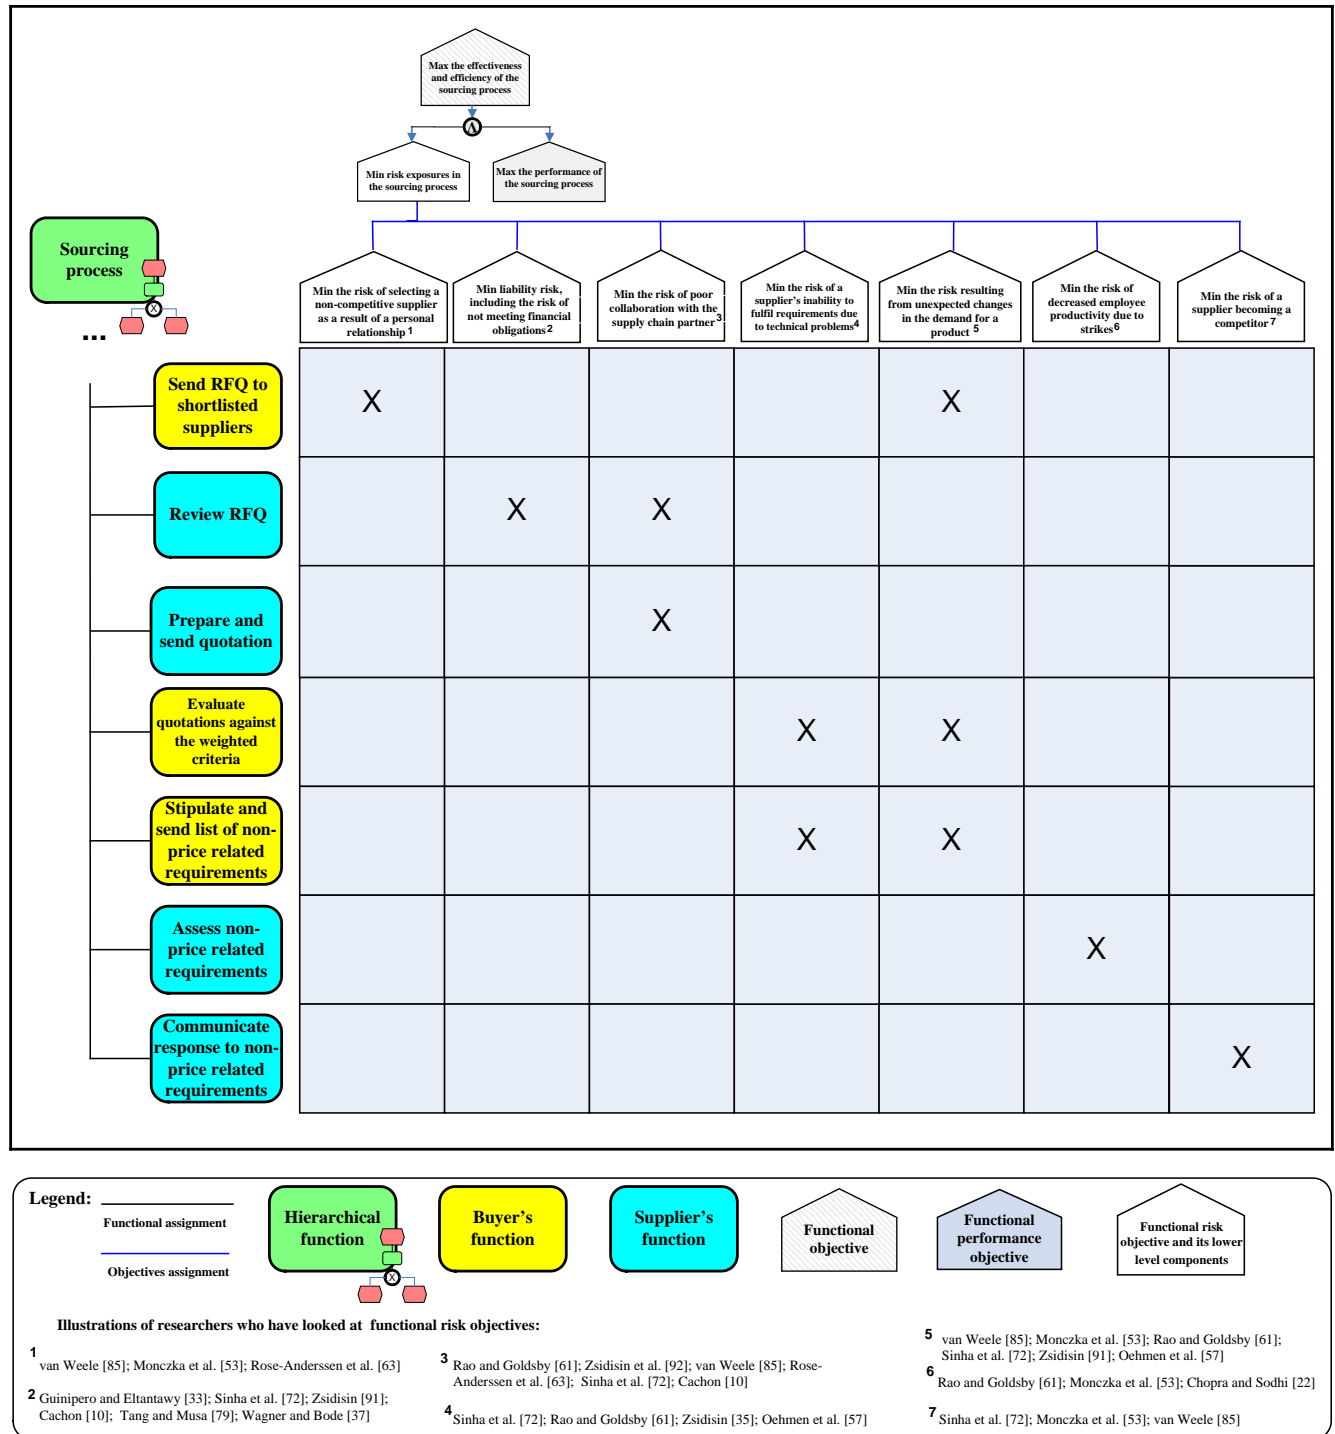 Max the effectiveness
and efficiency of the
sourcing process
Λ
Min risk exposures in
the sourcing process
Max the performance of
the sourcing process
Sourcing
process
X
...
Min the risk of selecting a
non-competitive supplier
as a result of a personal
relationship 1
Min liability risk,
including the risk of
not meeting financial
obligations 2
Min the risk of poor
collaboration with the
supply chain partner 3
Min the risk of a
supplier's inability to
fulfil requirements due
to technical problems 4
Min the risk resulting
from unexpected changes
in the demand for a
product 5
Min the risk of
decreased employee
productivity due to
strikes 6
Min the risk of a
supplier becoming a
competitor 7
Send RFQ to
shortlisted
suppliers
X X
Review RFQ
X X
Prepare and
send quotation
X
Evaluate
quotations against
the weighted
criteria
X X
Stipulate and
send list of non-
price related
requirements
X X
Assess non-
price related
requirements
X
Communicate
response to non-
price related
requirements
X
Legend:
Functional assignment
Objectives assignment
Hierarchical
function
X
Buyer's
function
Supplier's
function
Functional
objective
Functional
performance
objective
Functional risk
objective and its lower
level components
Illustrations of researchers who have looked at functional risk objectives:
1 van Weele [85]; Monczka et al. [53]; Rose-Anderssen et al. [63]
2 Guinipero and Eltantawy [33]; Sinha et al. [72]; Zsidisin [91];
Cachon [10]; Tang and Musa [79]; Wagner and Bode [37]
3 Rao and Goldsby [61]; Zsidisin et al. [92]; van Weele [85]; Rose-
Anderssen et al. [63]; Sinha et al. [72]; Cachon [10]
4 Sinha et al. [72]; Rao and Goldsby [61]; Zsidisin [35]; Oehmen et al. [57]
5 van Weele [85]; Monczka et al. [53]; Rao and Goldsby [61];
Sinha et al. [72]; Zsidisin [91]; Oehmen et al. [57]
6 Rao and Goldsby [61]; Monczka et al. [53]; Chopra and Sodhi [22]
7 Sinha et al. [72]; Monczka et al. [53]; van Weele [85]